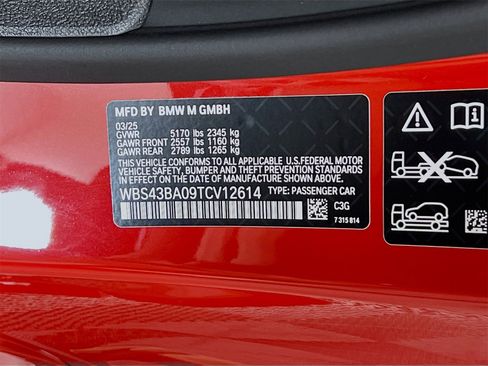 MFD BY BMW M GMBH
03/25
GVWR 5170 lbs 2345 kg
GAWR FRONT 2557 lbs 1160 kg
GAWR REAR 2789 lbs 1265 kg
THIS VEHICLE CONFORMS TO ALL APPLICABLE U.S.FEDERAL MOTOR
VEHICLE SAFETY, BUMPER, AND THEFT PREVENTION STANDARDS
IN EFFECT ON THE DATE OF MANUFACTURE SHOWN ABOVE.
WBS43BA09TCV12614 TYPE: PASSENGER CAR
C3G
7 315 814